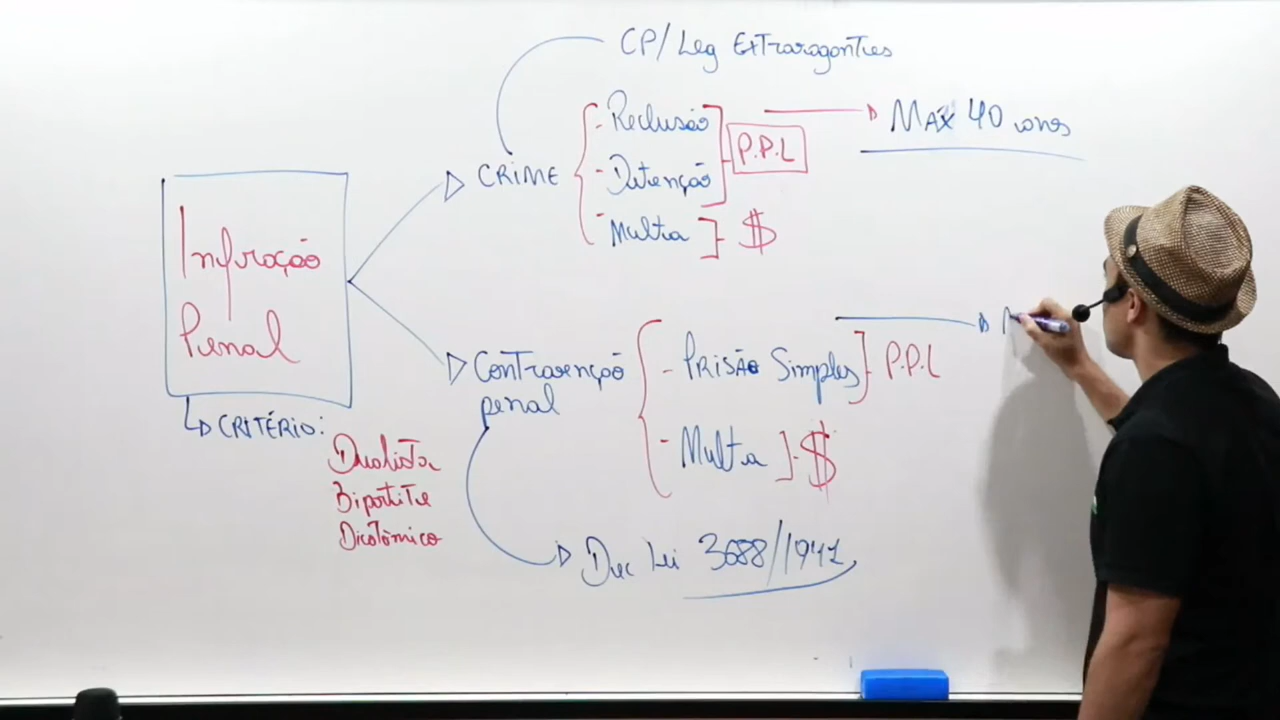 CP/Leg Extravagantes
Infração
Penal
CRIME
- Reclusão
- Detenção
- Multa
P.P.L
$
MÁX 40 anos
Contravenção
penal
- PRISÃO Simples
- Multa
P.P.L
$
CRITÉRIO:
Dualista
Bipartite
Dicotômico
Dec Lei 3688/1941